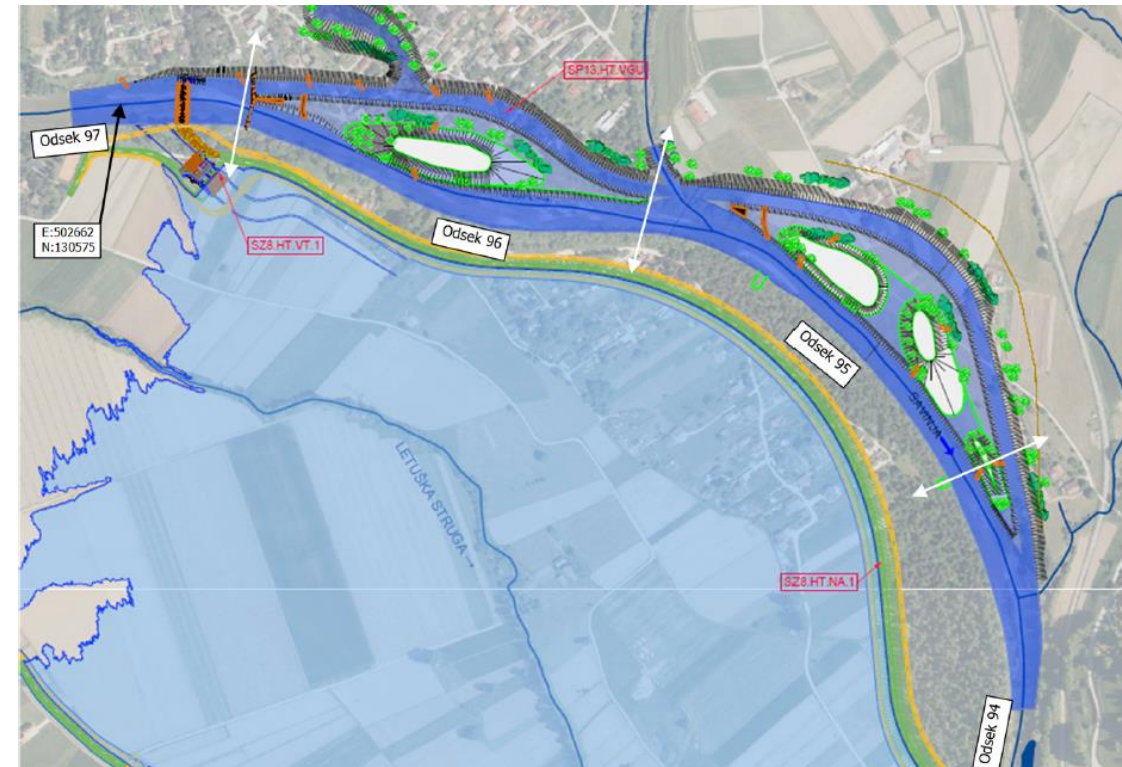 SP13.HT.VGU
Odsek 97
E:502662
N:130575
SZ8.HT.VT.1
Odsek 96
Odsek 95
SAVINJA
LETUŠKA STRUGA
SZ8.HT.NA.1
Odsek 94